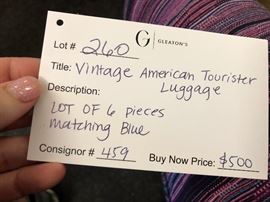 Lot # 260
G GLEATON'S
Title: Vintage American Tourister
Luggage
Description:
LOT OF 6 pieces
matching Blue
Consignor # 459
Buy Now Price: $500